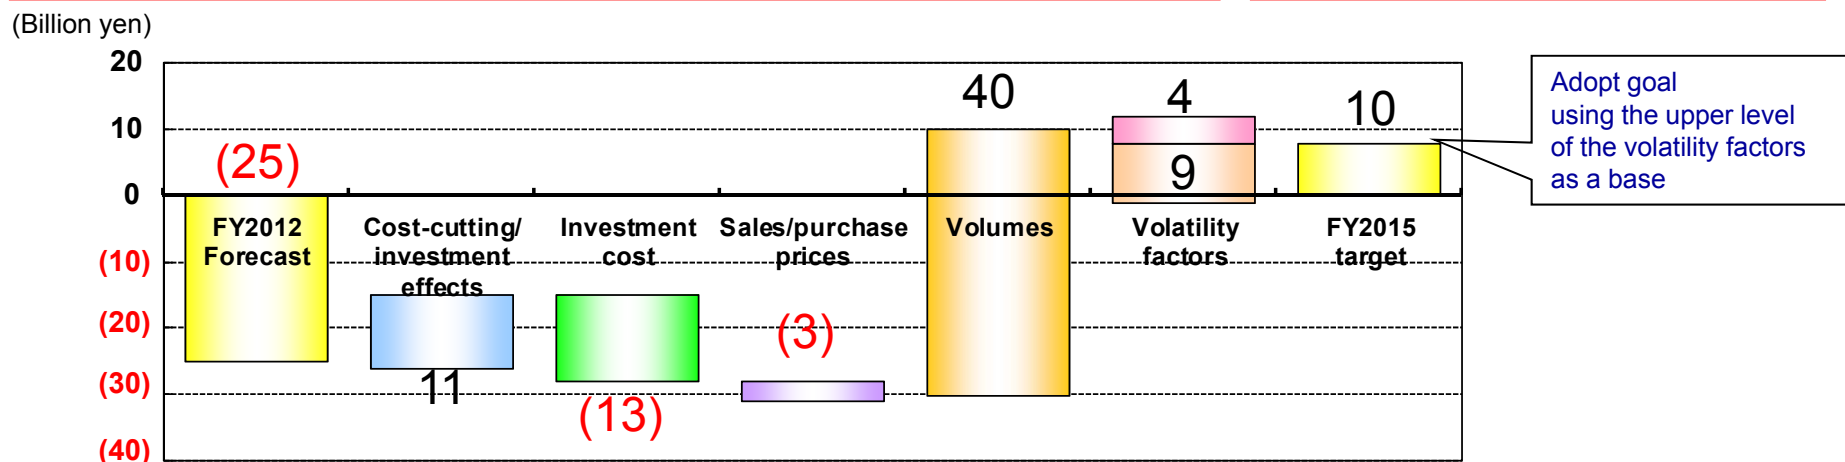 (Billion yen)
20
10
0
(10)
(20)
(30)
(40)
(25)
11
(13)
(3)
40
4
9
10
FY2012
Forecast
Cost-cutting/
investment
effects
Investment
cost
Sales/purchase
prices
Volumes
Volatility
factors
FY2015
target
Adopt goal
using the upper level
of the volatility factors
as a base